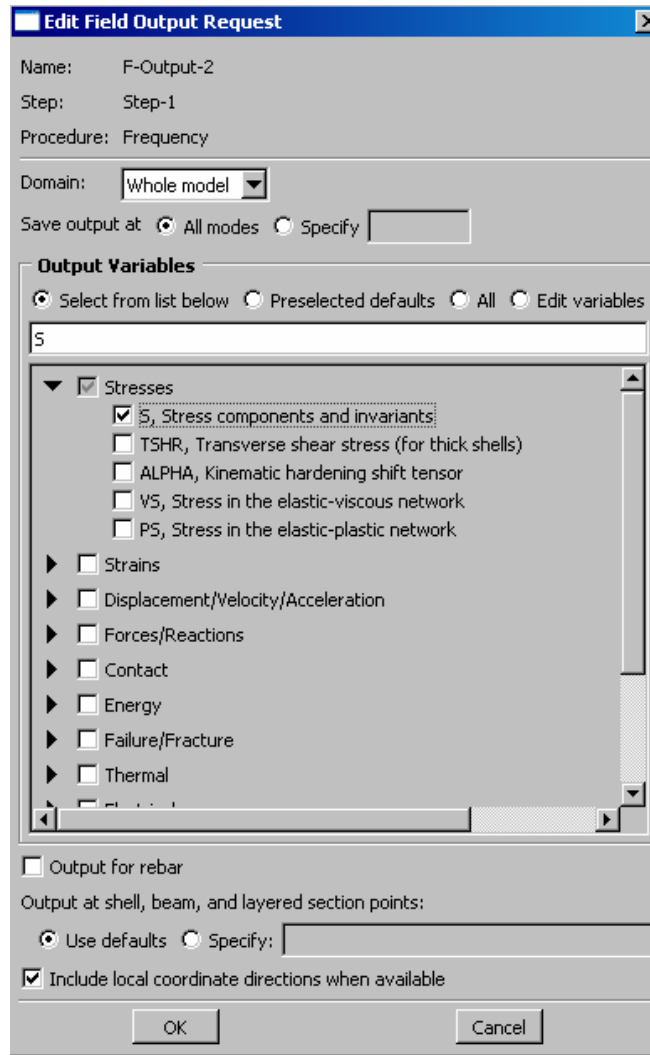 Edit Field Output Request
Name: F-Output-2
Step: Step-1
Procedure: Frequency
Domain: Whole model
Save output at All modes Specify
Output Variables
Select from list below Preselected defaults All Edit variables
S
Stresses
S, Stress components and invariants
TSHR, Transverse shear stress (for thick shells)
ALPHA, Kinematic hardening shift tensor
VS, Stress in the elastic-viscous network
PS, Stress in the elastic-plastic network
Strains
Displacement/Velocity/Acceleration
Forces/Reactions
Contact
Energy
Failure/Fracture
Thermal
Output for rebar
Output at shell, beam, and layered section points:
Use defaults Specify:
Include local coordinate directions when available
OK Cancel